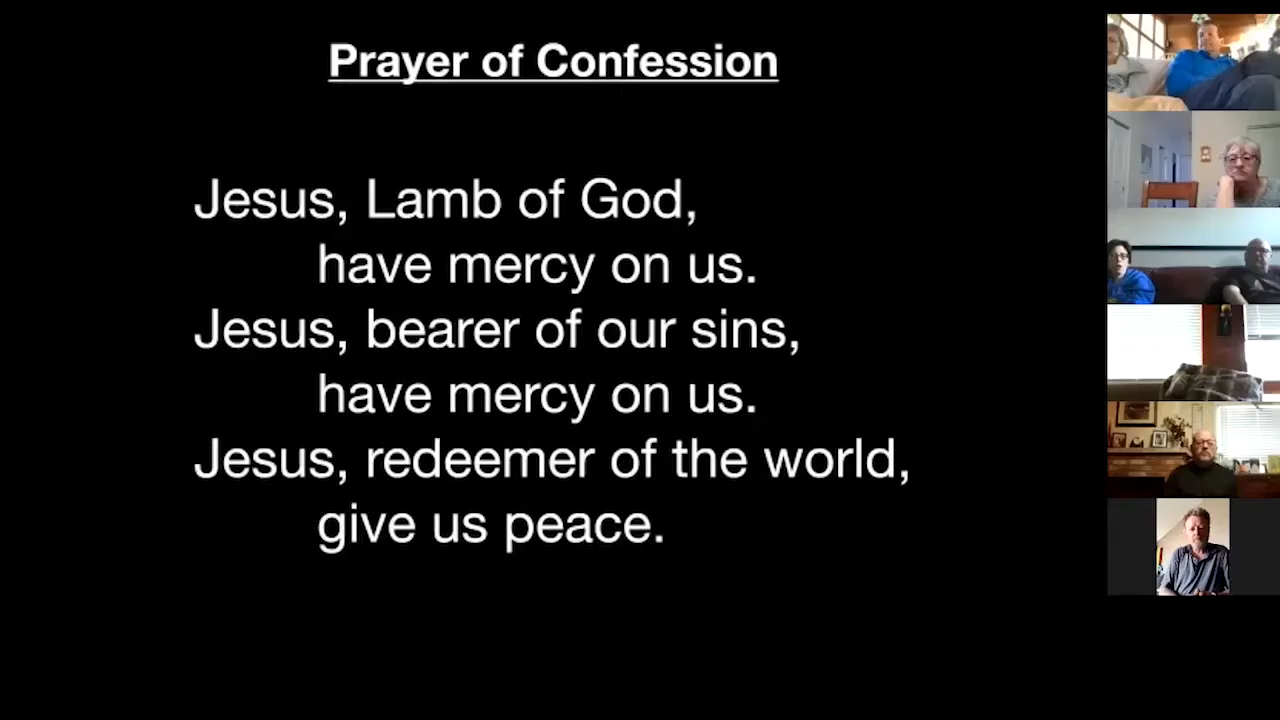 Prayer of Confession
Jesus, Lamb of God,
have mercy on us.
Jesus, bearer of our sins,
have mercy on us.
Jesus, redeemer of the world,
give us peace.